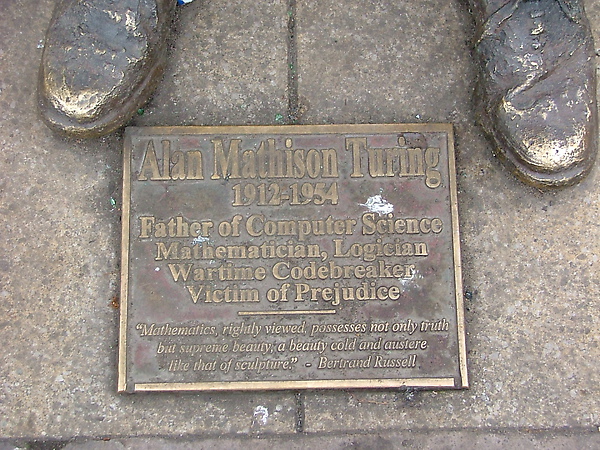 Alan Mathison Turing
1912-1954
Father of Computer Science
Mathematician, Logician
Wartime Codebreaker
Victim of Prejudice
"Mathematics, rightly viewed, possesses not only truth
but supreme beauty, a beauty cold and austere
like that of sculpture." - Bertrand Russell